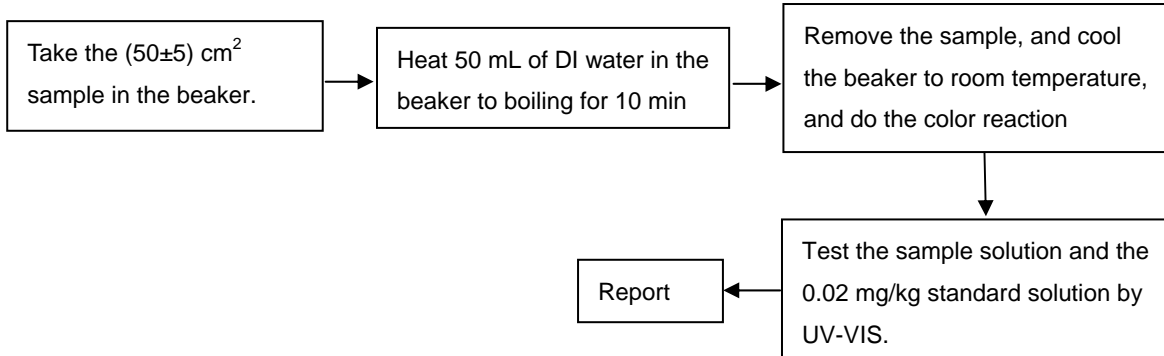 Take the (50±5) cm²
sample in the beaker.
Heat 50 mL of DI water in the
beaker to boiling for 10 min
Remove the sample, and cool
the beaker to room temperature,
and do the color reaction
Test the sample solution and the
0.02 mg/kg standard solution by
UV-VIS.
Report